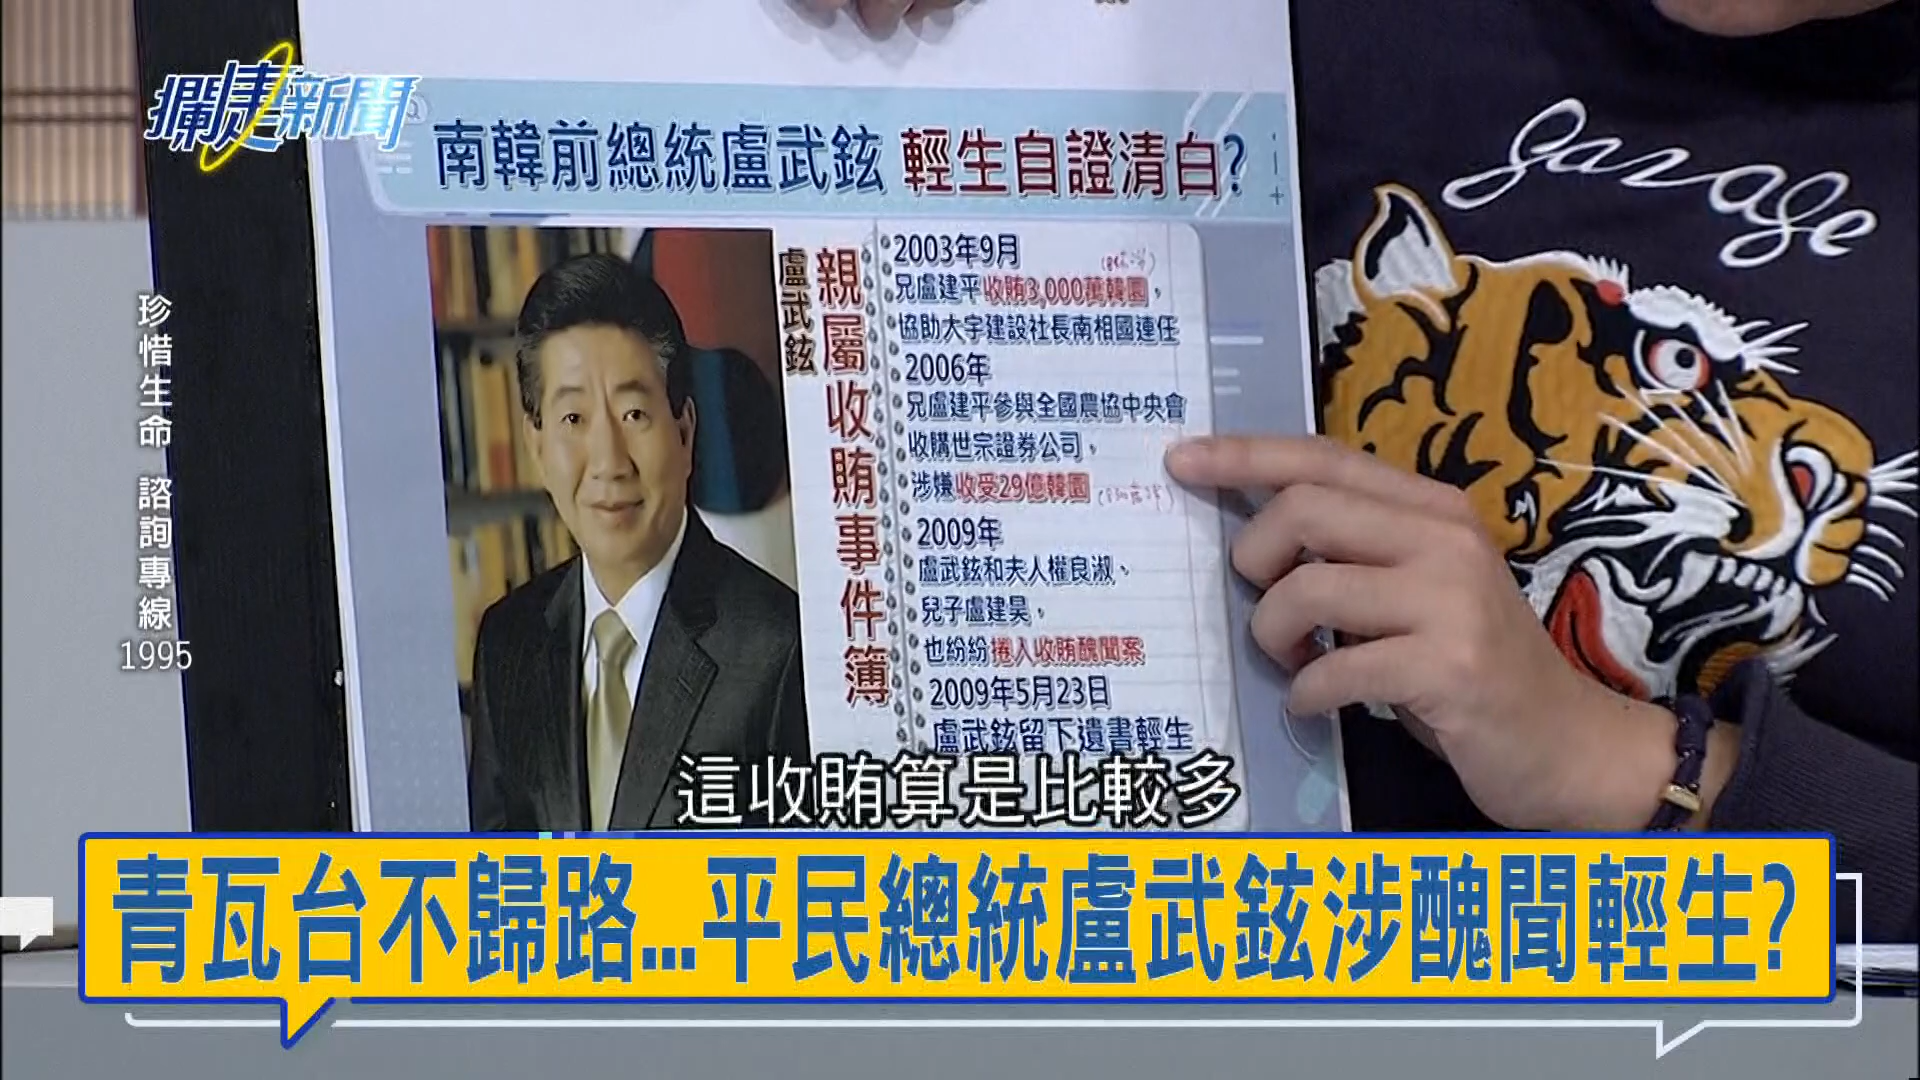 攔捷新聞
南韓前總統盧武鉉 輕生自證清白?
garage
盧武鉉
親屬收賄事件簿
2003年9月
兄盧建平收賄3,000萬韓圜，
協助大宇建設社長南相國連任
2006年
兄盧建平參與全國農協中央會
收購世宗證券公司，
涉嫌收受29億韓圜
2009年
盧武鉉和夫人權良淑、
兒子盧建昊，
也紛紛捲入收賄醜聞案
2009年5月23日
盧武鉉留下遺書輕生
珍惜生命 諮詢專線
1995
這收賄算是比較多
青瓦台不歸路...平民總統盧武鉉涉醜聞輕生?